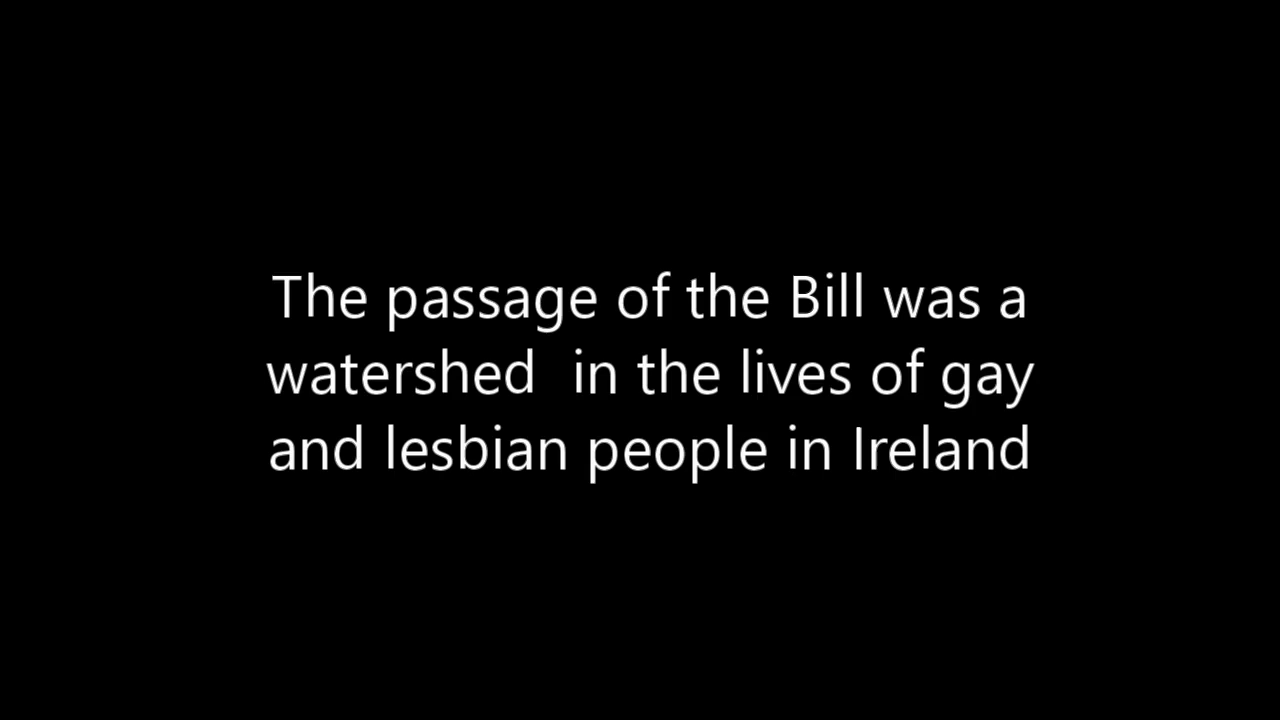 The passage of the Bill was a
watershed  in the lives of gay
and lesbian people in Ireland